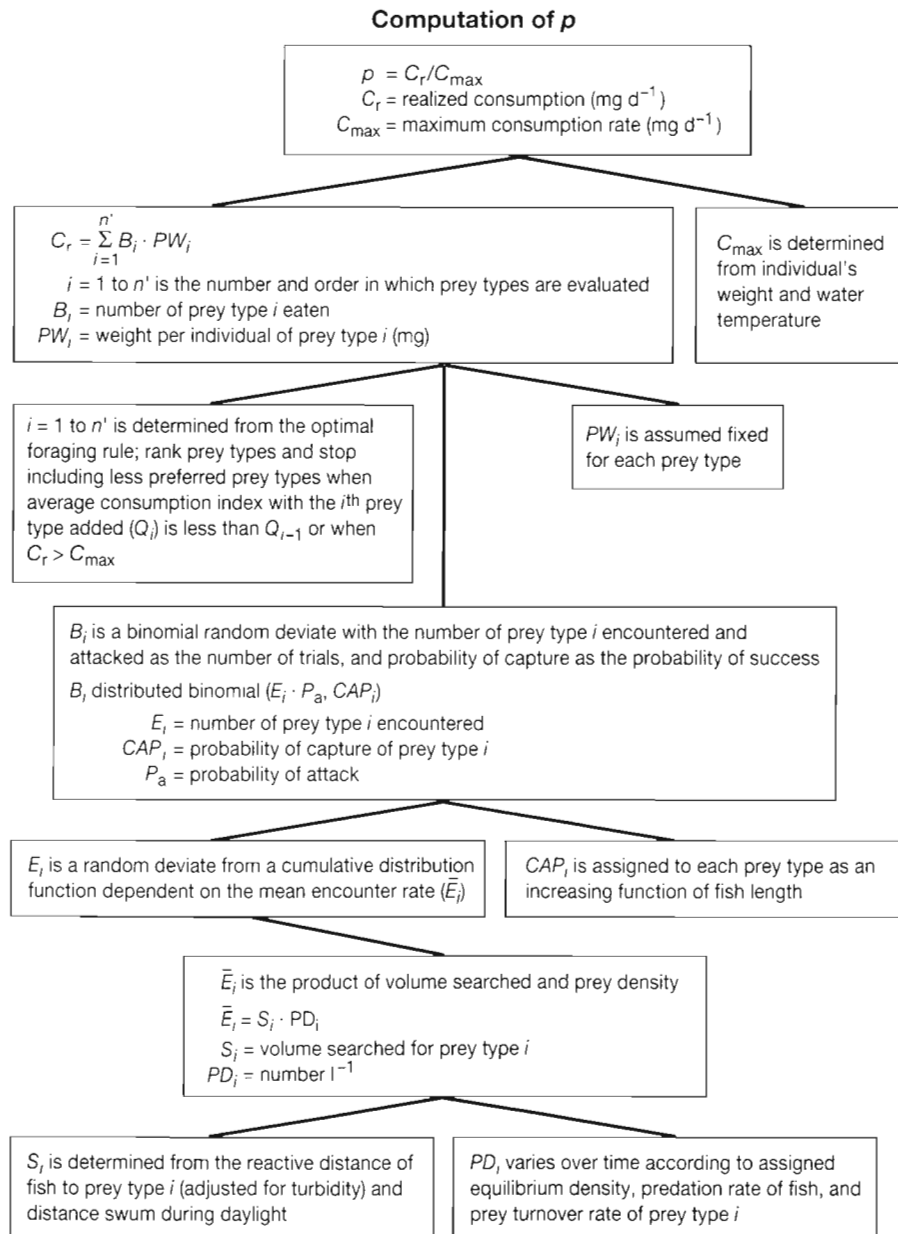 Computation of p
p = Cr/Cmax
Cr = realized consumption (mg d⁻¹)
Cmax = maximum consumption rate (mg d⁻¹)
n'
Cr = Σ Bi · PWi
i=1
i = 1 to n' is the number and order in which prey types are evaluated
Bi = number of prey type i eaten
PWi = weight per individual of prey type i (mg)
Cmax is determined
from individual's
weight and water
temperature
i = 1 to n' is determined from the optimal
foraging rule; rank prey types and stop
including less preferred prey types when
average consumption index with the ith prey
type added (Qi) is less than Qi−1 or when
Cr > Cmax
PWi is assumed fixed
for each prey type
Bi is a binomial random deviate with the number of prey type i encountered and
attacked as the number of trials, and probability of capture as the probability of success
Bi distributed binomial (Ei · Pa, CAPi)
Ei = number of prey type i encountered
CAPi = probability of capture of prey type i
Pa = probability of attack
Ei is a random deviate from a cumulative distribution
function dependent on the mean encounter rate (Ēi)
CAPi is assigned to each prey type as an
increasing function of fish length
Ēi is the product of volume searched and prey density
Ēi = Si · PDi
Si = volume searched for prey type i
PDi = number l⁻¹
Si is determined from the reactive distance of
fish to prey type i (adjusted for turbidity) and
distance swum during daylight
PDi varies over time according to assigned
equilibrium density, predation rate of fish, and
prey turnover rate of prey type i